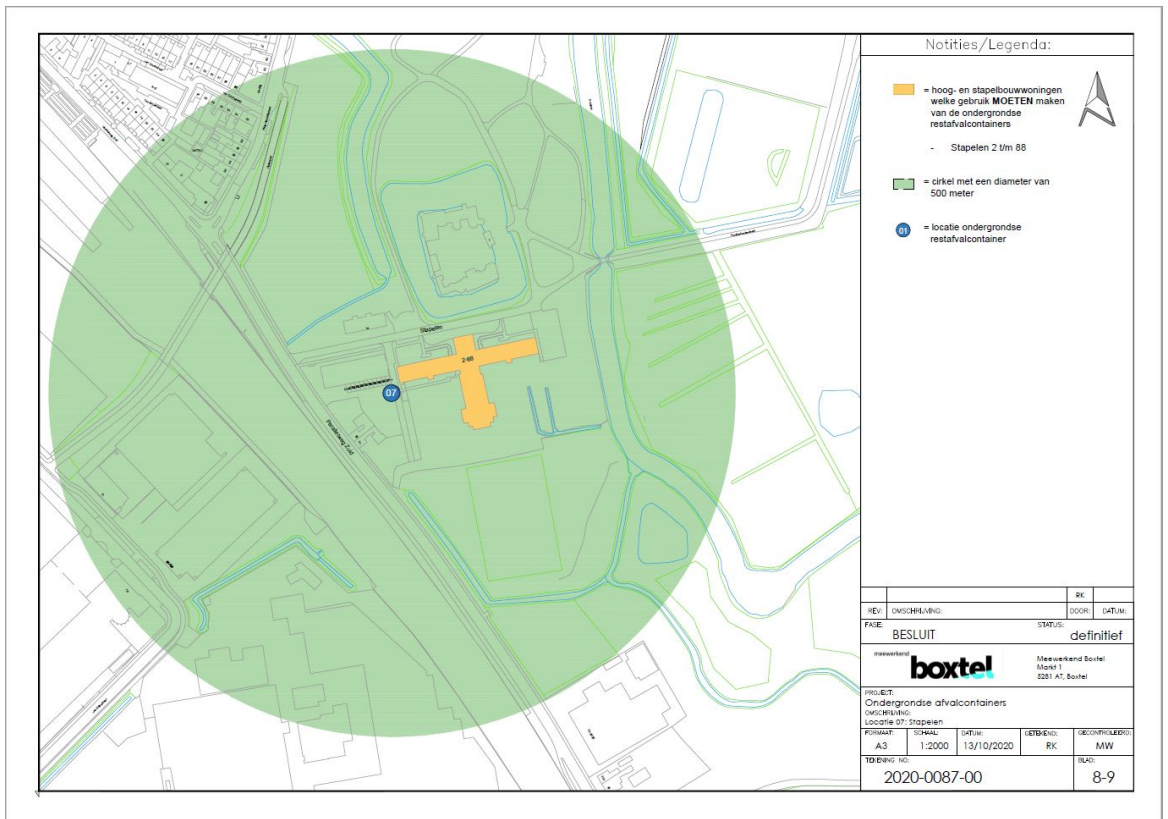 Notities/Legenda:
= hoog- en stapelbouwwoningen
welke gebruik MOETEN maken
van de ondergrondse
restafvalcontainers
- Stapelen 2 t/m 88
= cirkel met een diameter van
500 meter
01
= locatie ondergrondse
restafvalcontainer
Stapelen
2-88
07
Parallelweg Zuid
RK
REV: OMSCHRIJVING: DOOR: DATUM:
FASE: STATUS:
BESLUIT definitief
meewerkend
boxtel
Meewerkend Boxtel
Markt 1
5281 AT, Boxtel
PROJECT:
Ondergrondse afvalcontainers
OMSCHRIJVING:
Locatie 07: Stapelen
FORMAAT: SCHAAL: DATUM: GETEKEND: GECONTROLEERD:
A3 1:2000 13/10/2020 RK MW
TEKENING NO: BLAD:
2020-0087-00 8-9